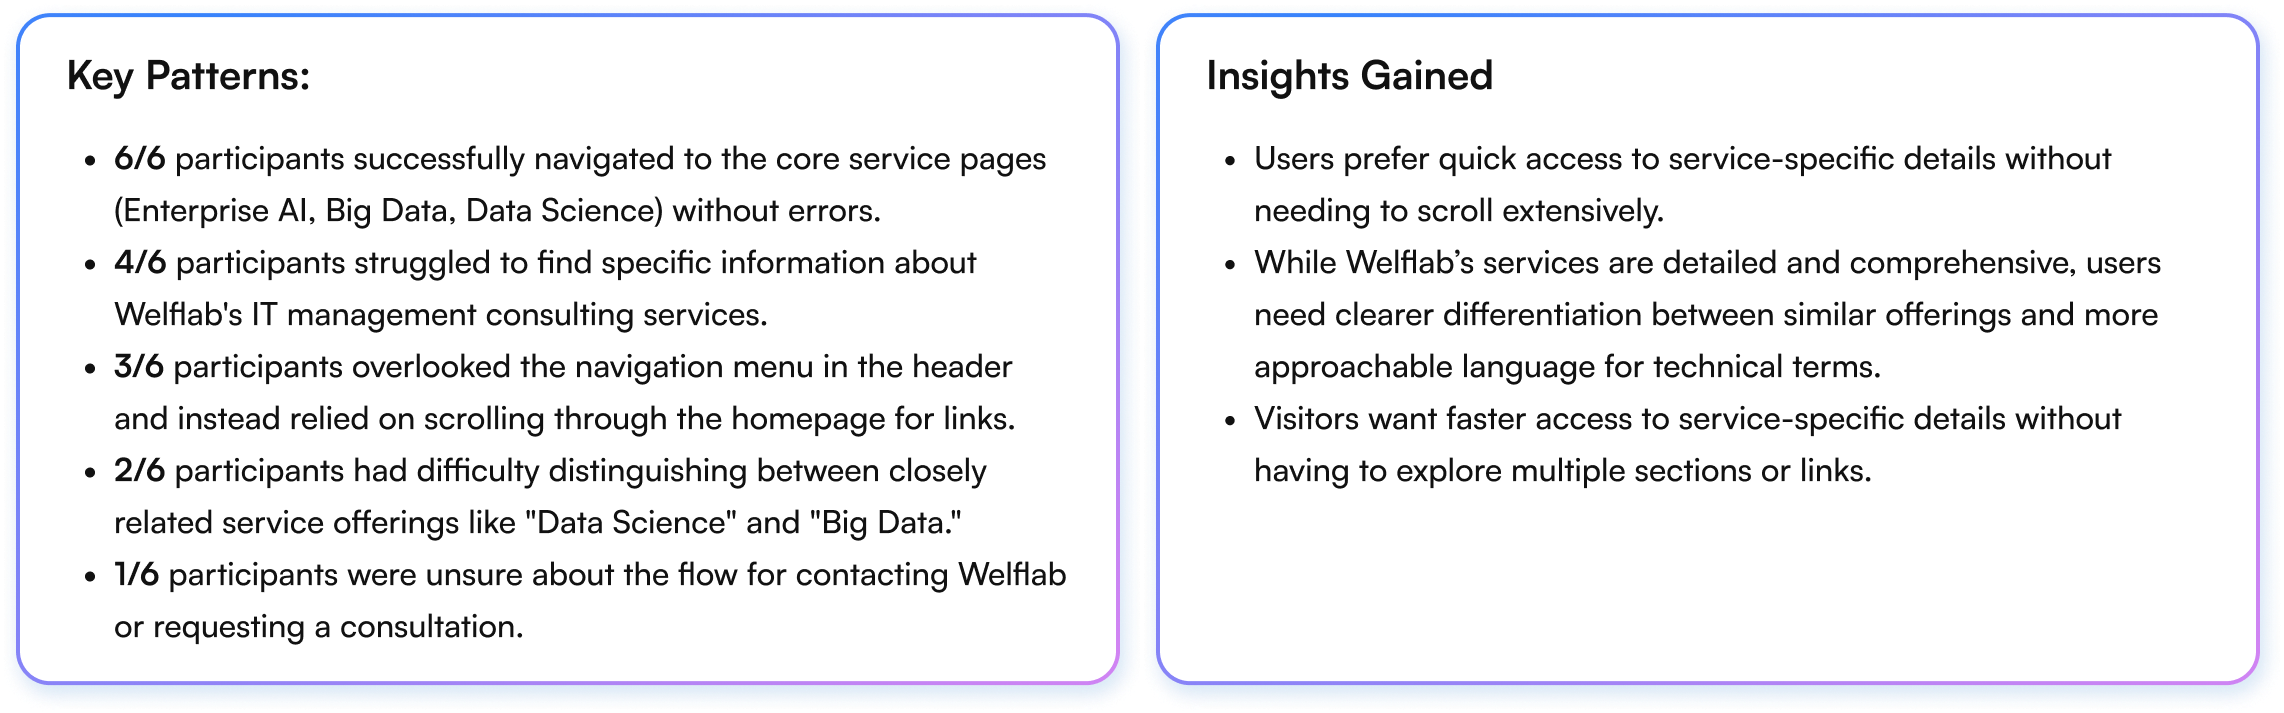 Key Patterns:
• 6/6 participants successfully navigated to the core service pages
(Enterprise AI, Big Data, Data Science) without errors.
• 4/6 participants struggled to find specific information about
Welflab's IT management consulting services.
• 3/6 participants overlooked the navigation menu in the header
and instead relied on scrolling through the homepage for links.
• 2/6 participants had difficulty distinguishing between closely
related service offerings like "Data Science" and "Big Data."
• 1/6 participants were unsure about the flow for contacting Welflab
or requesting a consultation.
Insights Gained
• Users prefer quick access to service-specific details without
needing to scroll extensively.
• While Welflab’s services are detailed and comprehensive, users
need clearer differentiation between similar offerings and more
approachable language for technical terms.
• Visitors want faster access to service-specific details without
having to explore multiple sections or links.